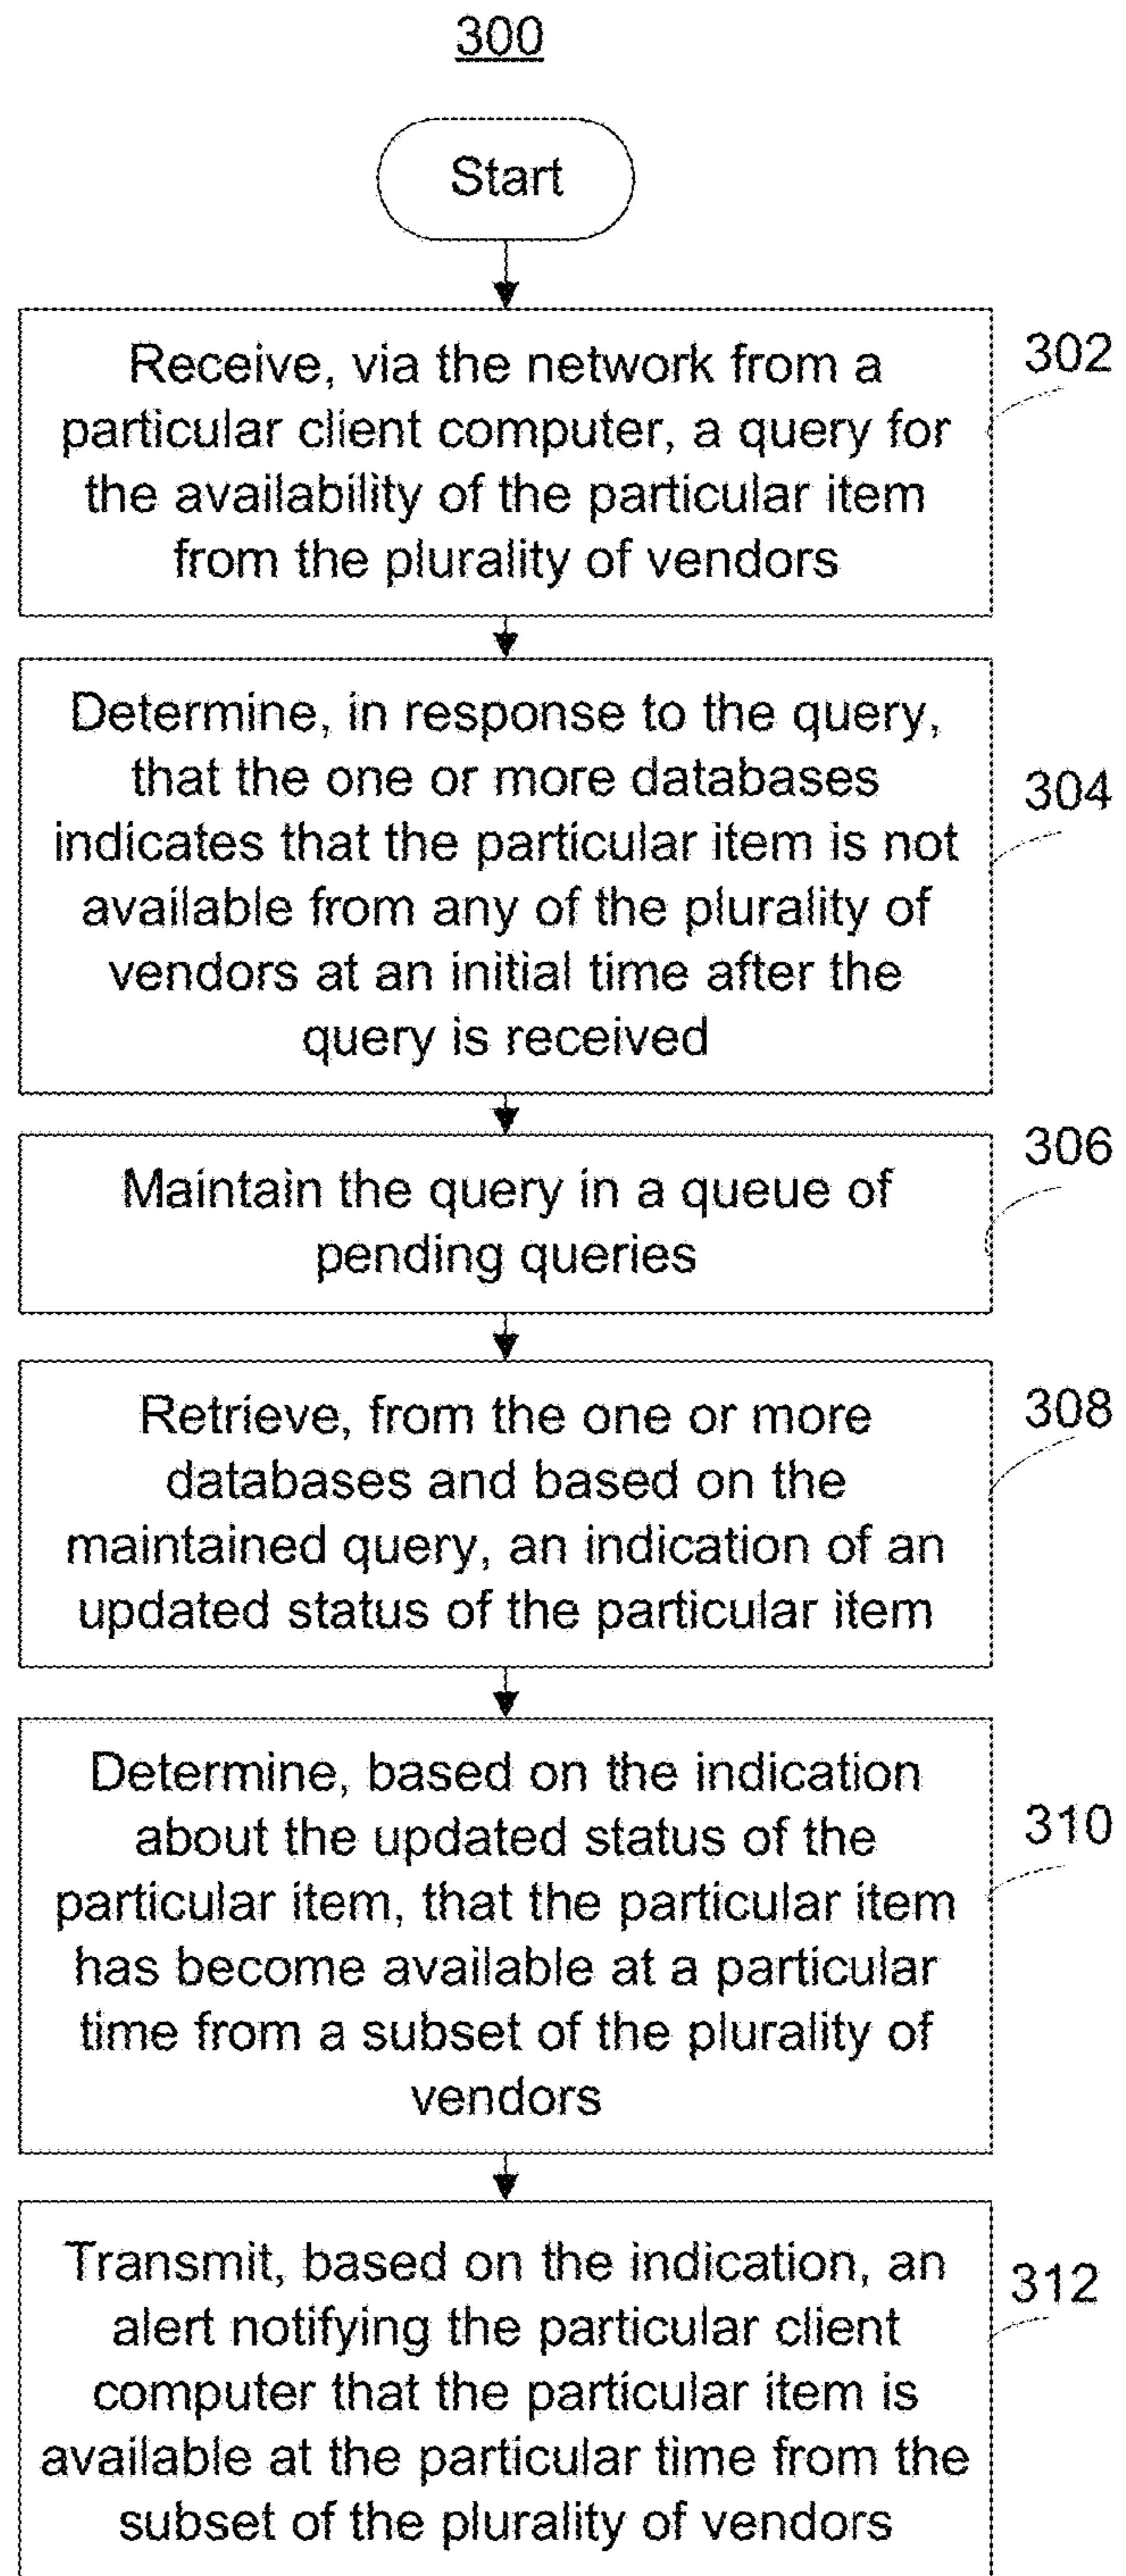 300
Start
Receive, via the network from a
particular client computer, a query for
the availability of the particular item
from the plurality of vendors
302
Determine, in response to the query,
that the one or more databases
indicates that the particular item is not
available from any of the plurality of
vendors at an initial time after the
query is received
304
Maintain the query in a queue of
pending queries
306
Retrieve, from the one or more
databases and based on the
maintained query, an indication of an
updated status of the particular item
308
Determine, based on the indication
about the updated status of the
particular item, that the particular item
has become available at a particular
time from a subset of the plurality of
vendors
310
Transmit, based on the indication, an
alert notifying the particular client
computer that the particular item is
available at the particular time from the
subset of the plurality of vendors
312